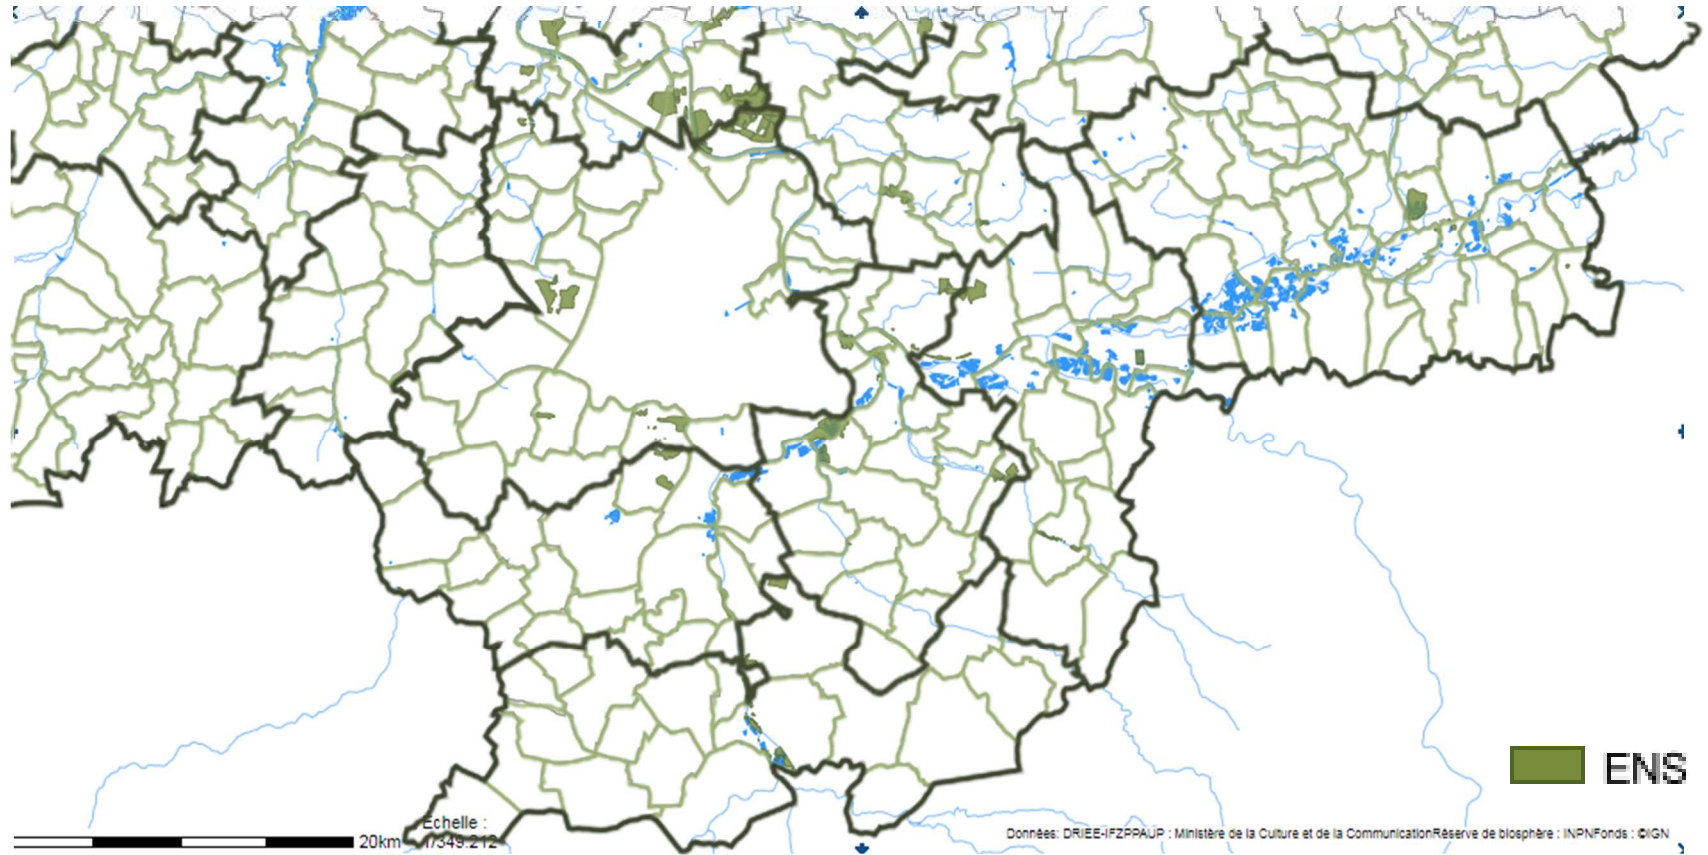 ENS
Echelle :
20km 1/349.212
Données: DRIEE-IFZPPAUP : Ministère de la Culture et de la CommunicationRéserve de biosphère : INPNFonds : ©IGN